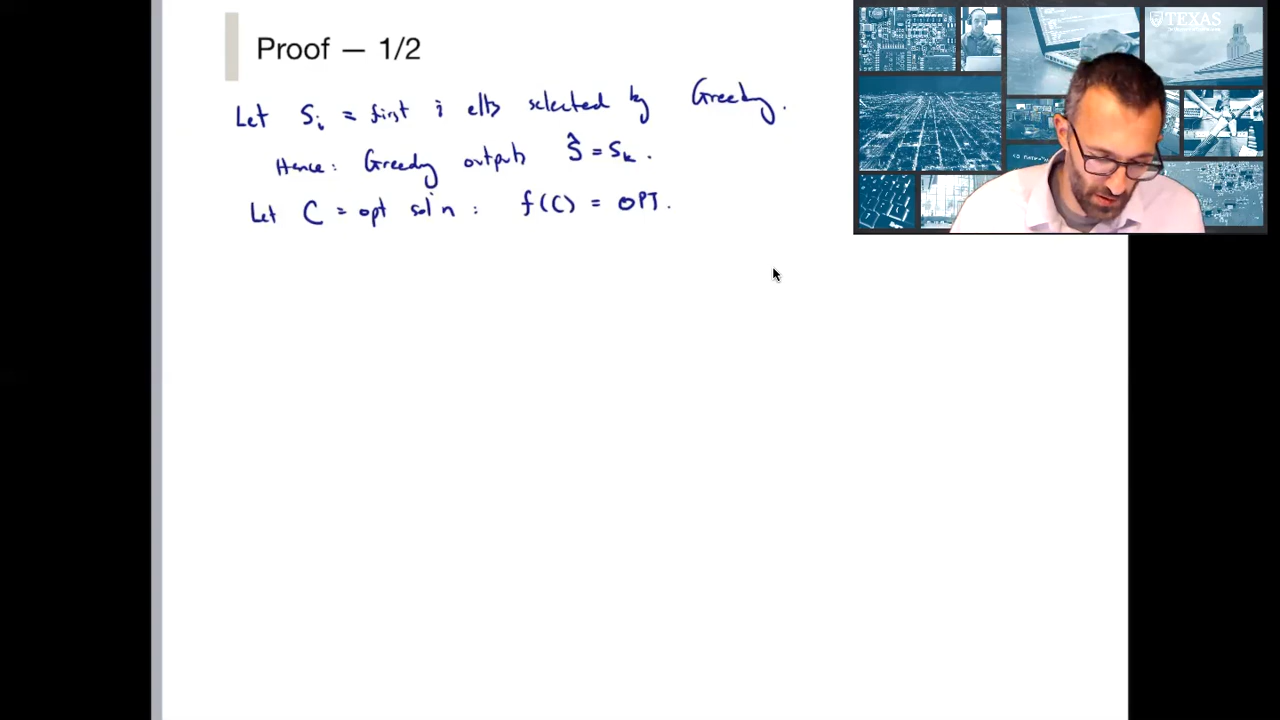 Proof — 1/2
Let Sᵢ = first i elts selected by Greedy.
Hence: Greedy outputs Ŝ = Sₖ.
Let C = opt sol'n : f(C) = OPT.
TEXAS